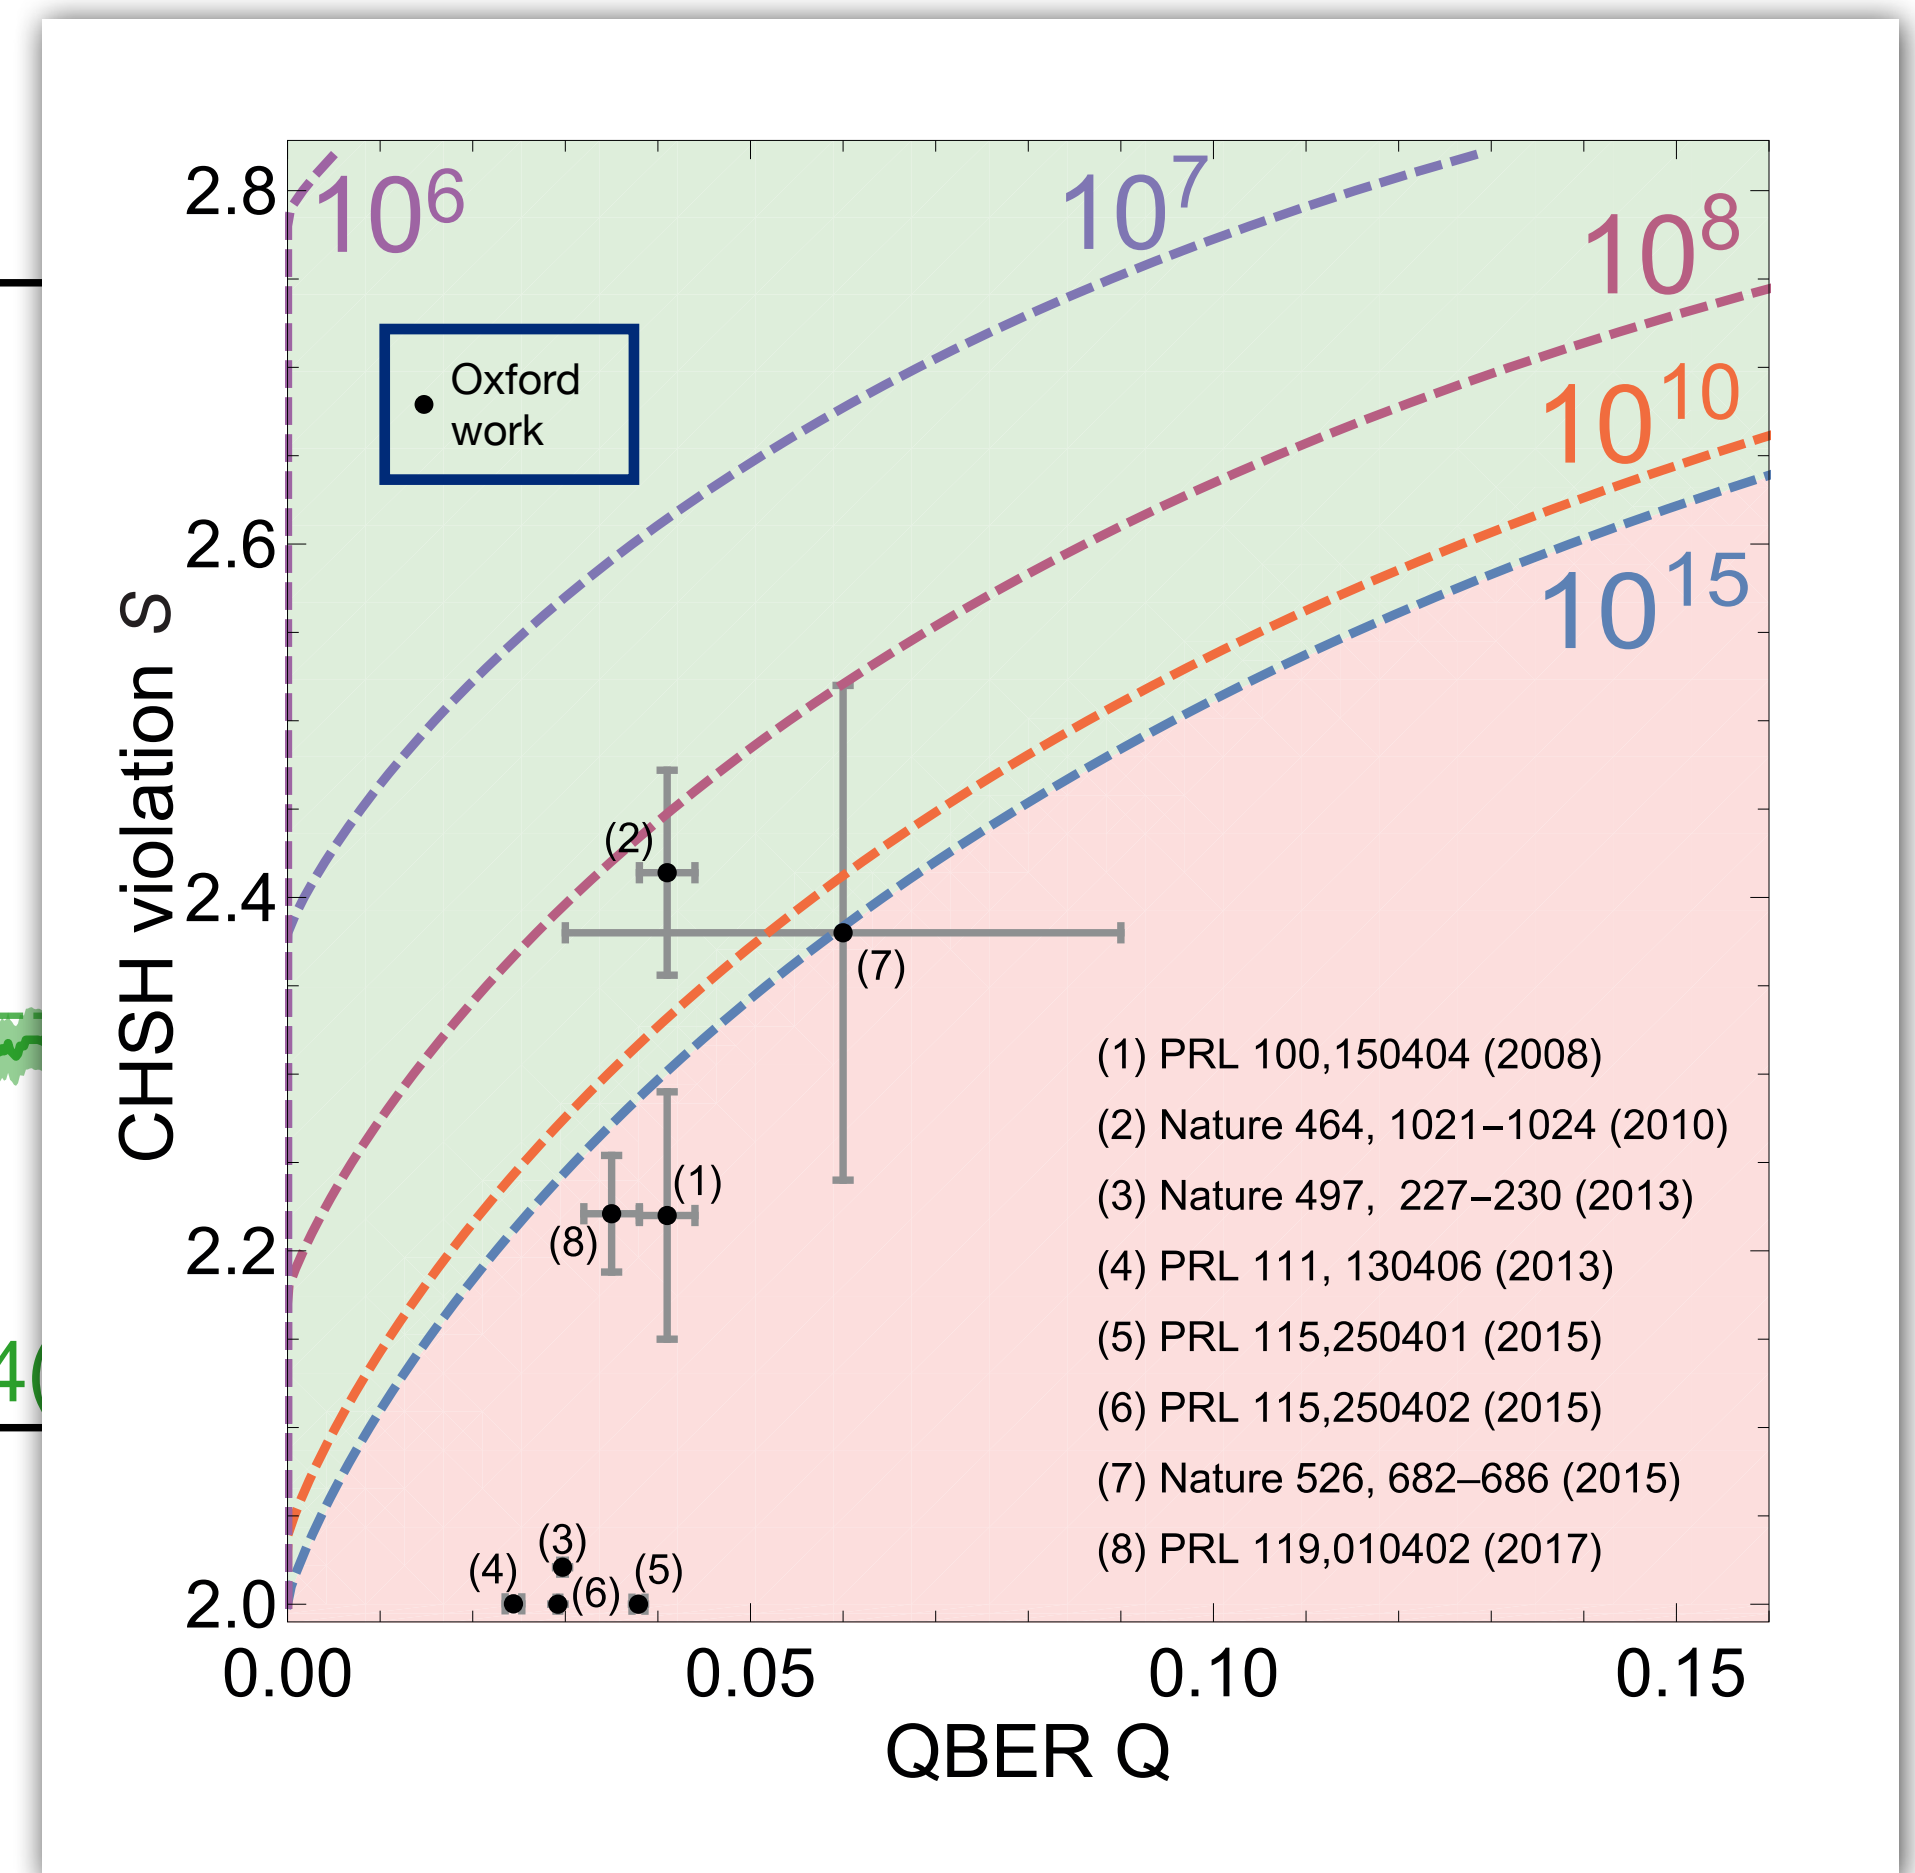 2.8
2.6
2.4
2.2
2.0
CHSH violation S
10⁶
10⁷
10⁸
10¹⁰
10¹⁵
Oxford
work
(2)
(7)
(1)
(8)
(3)
(4)
(6)
(5)
(1) PRL 100,150404 (2008)
(2) Nature 464, 1021–1024 (2010)
(3) Nature 497, 227–230 (2013)
(4) PRL 111, 130406 (2013)
(5) PRL 115,250401 (2015)
(6) PRL 115,250402 (2015)
(7) Nature 526, 682–686 (2015)
(8) PRL 119,010402 (2017)
0.00 0.05 0.10 0.15
QBER Q
4(